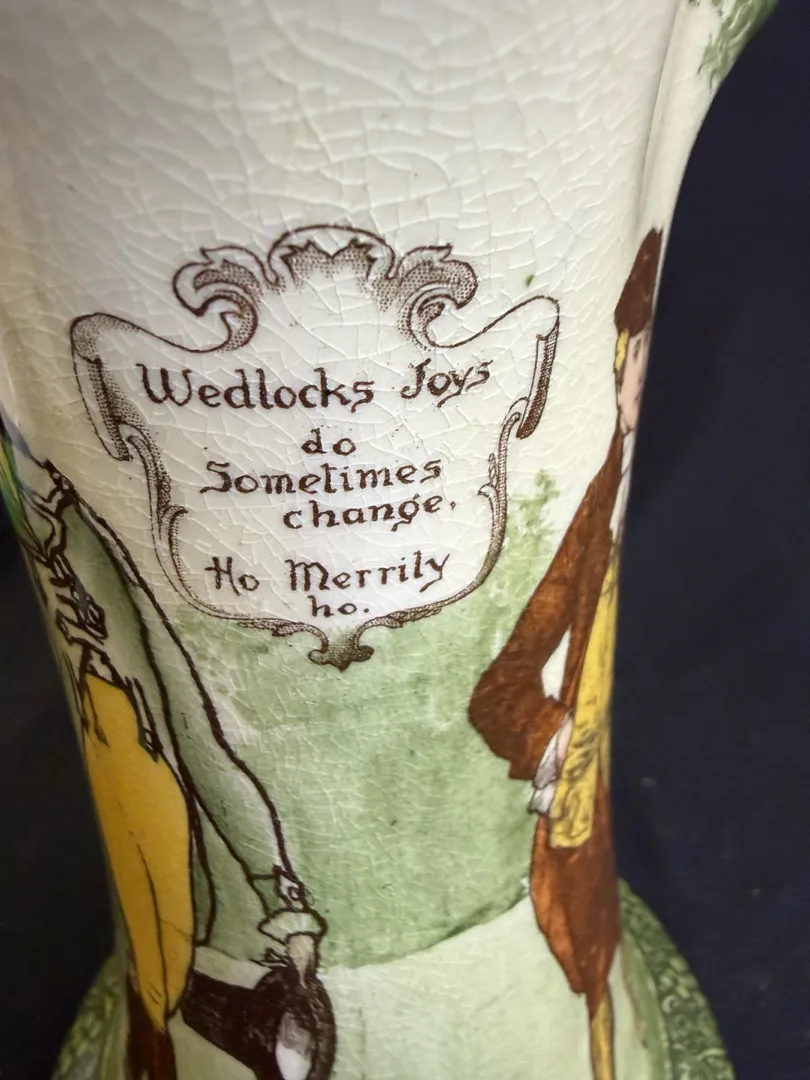 Wedlocks Joys
do
Sometimes
change.
Ho Merrily
ho.